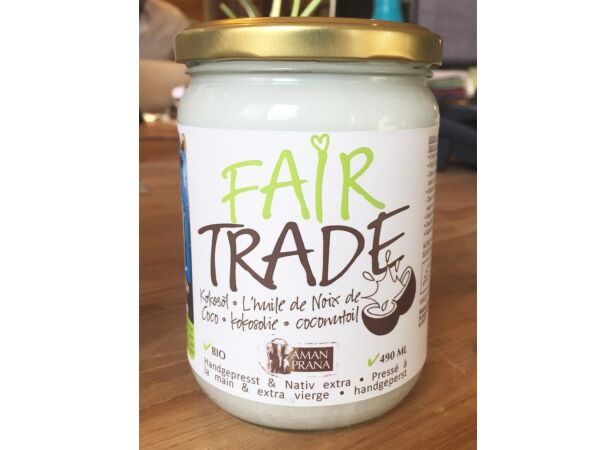 FAIR
TRADE
Kokosöl • L'huile de Noix de
Coco • kokosolie • coconutoil
BIO
AMAN
PRANA
490 ML
Handgepresst & Nativ extra • Pressé à
la main & extra vierge • handgeperst